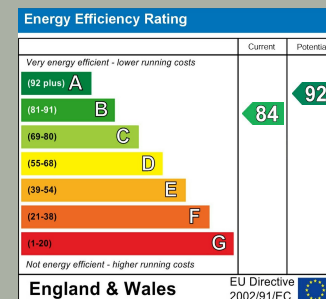 Energy Efficiency Rating
Current Potentia
Very energy efficient - lower running costs
(92 plus) A
92
(81-91) B
84
(69-80) C
(55-68) D
(39-54) E
(21-38) F
(1-20) G
Not energy efficient - higher running costs
England & Wales
EU Directive
2002/91/EC